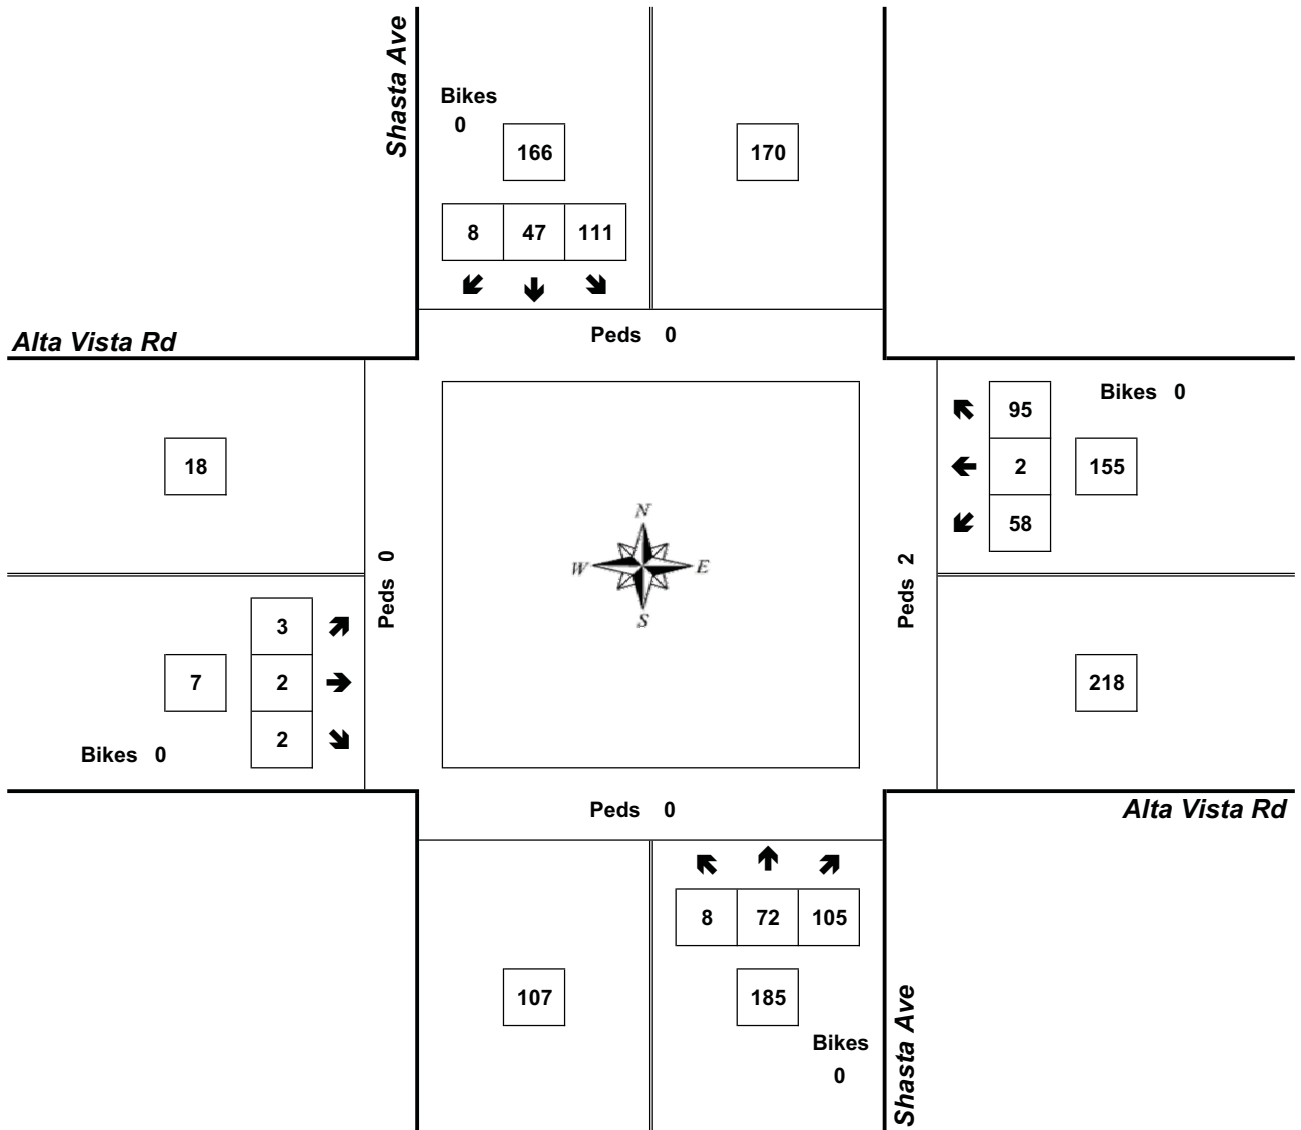 Shasta Ave
Bikes
0
166
170
8 47 111
Peds 0
Alta Vista Rd
Bikes 0
95
2
58
155
18
Peds 0
Peds 2
N
W E
S
3
2
2
7
Bikes 0
218
Peds 0
Alta Vista Rd
8 72 105
107
185
Bikes
0
Shasta Ave